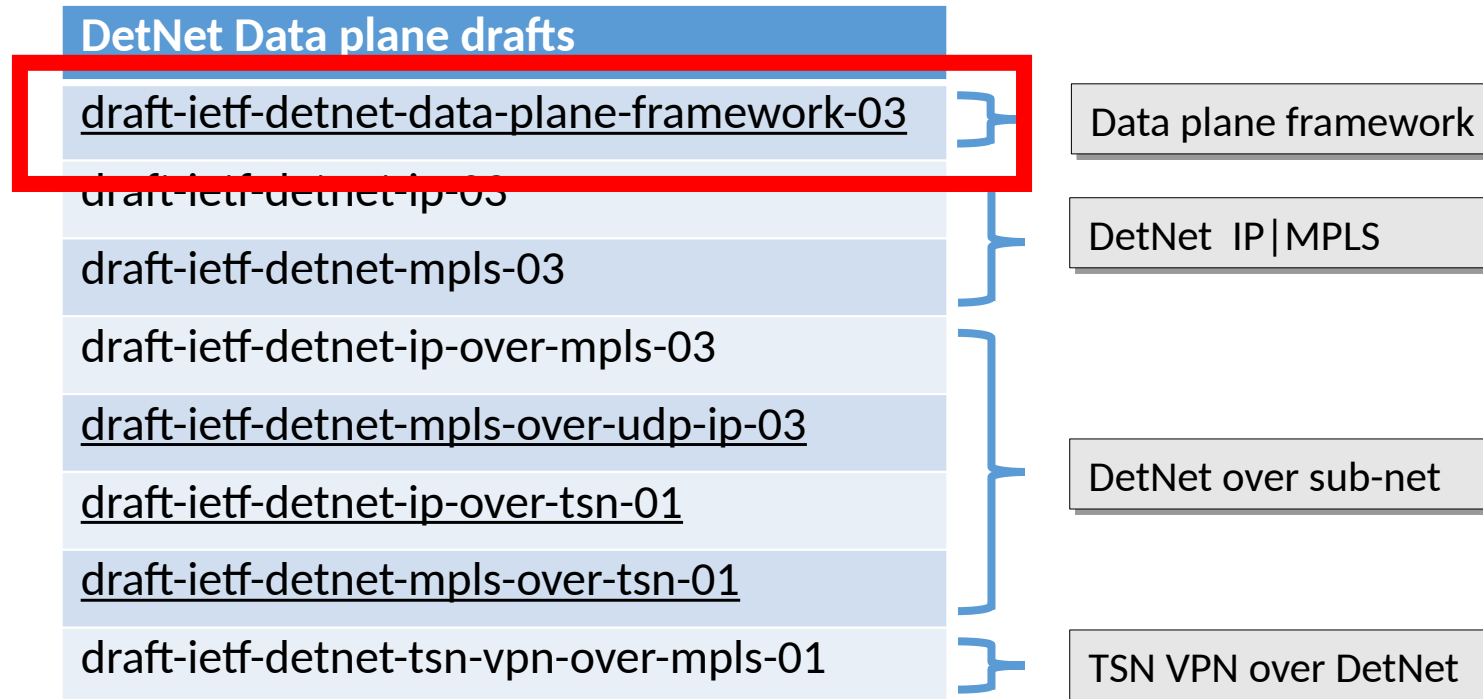 DetNet Data plane drafts
draft-ietf-detnet-data-plane-framework-03
Data plane framework
draft-ietf-detnet-ip-03
DetNet IP|MPLS
draft-ietf-detnet-mpls-03
draft-ietf-detnet-ip-over-mpls-03
draft-ietf-detnet-mpls-over-udp-ip-03
DetNet over sub-net
draft-ietf-detnet-ip-over-tsn-01
draft-ietf-detnet-mpls-over-tsn-01
draft-ietf-detnet-tsn-vpn-over-mpls-01
TSN VPN over DetNet